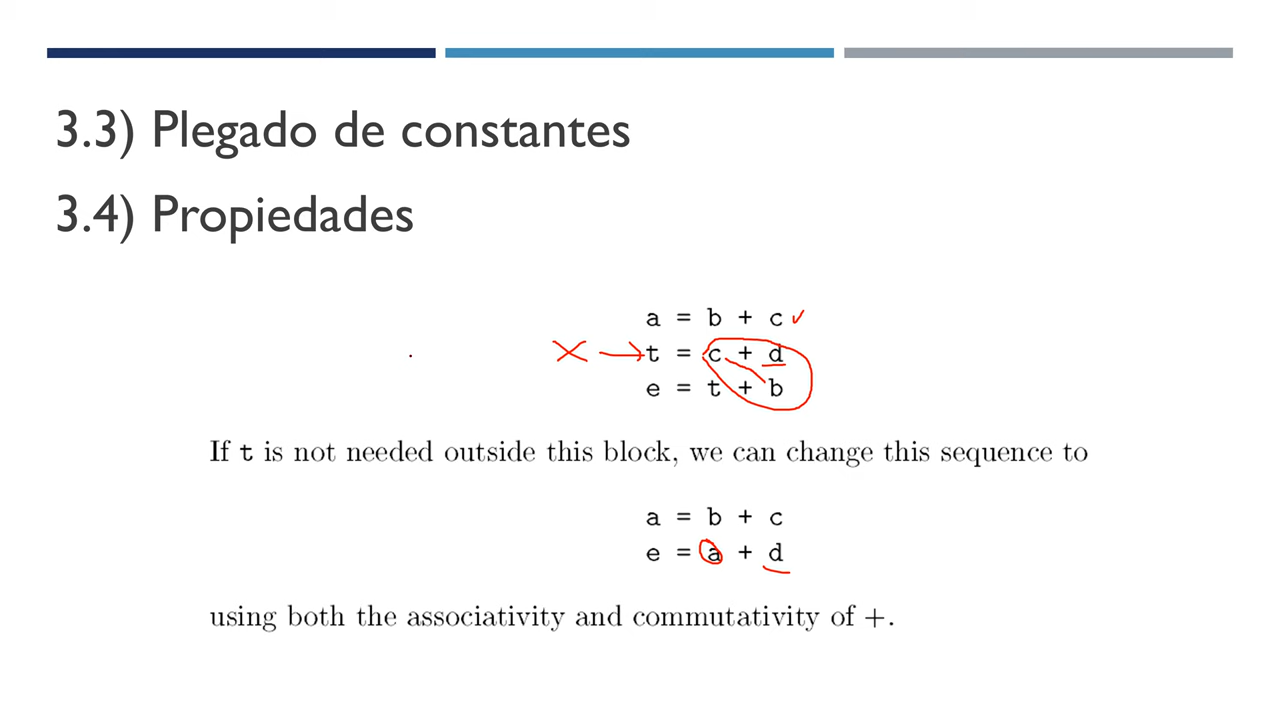 3.3) Plegado de constantes
3.4) Propiedades
a = b + c
t = c + d
e = t + b
If t is not needed outside this block, we can change this sequence to
a = b + c
e = a + d
using both the associativity and commutativity of +.